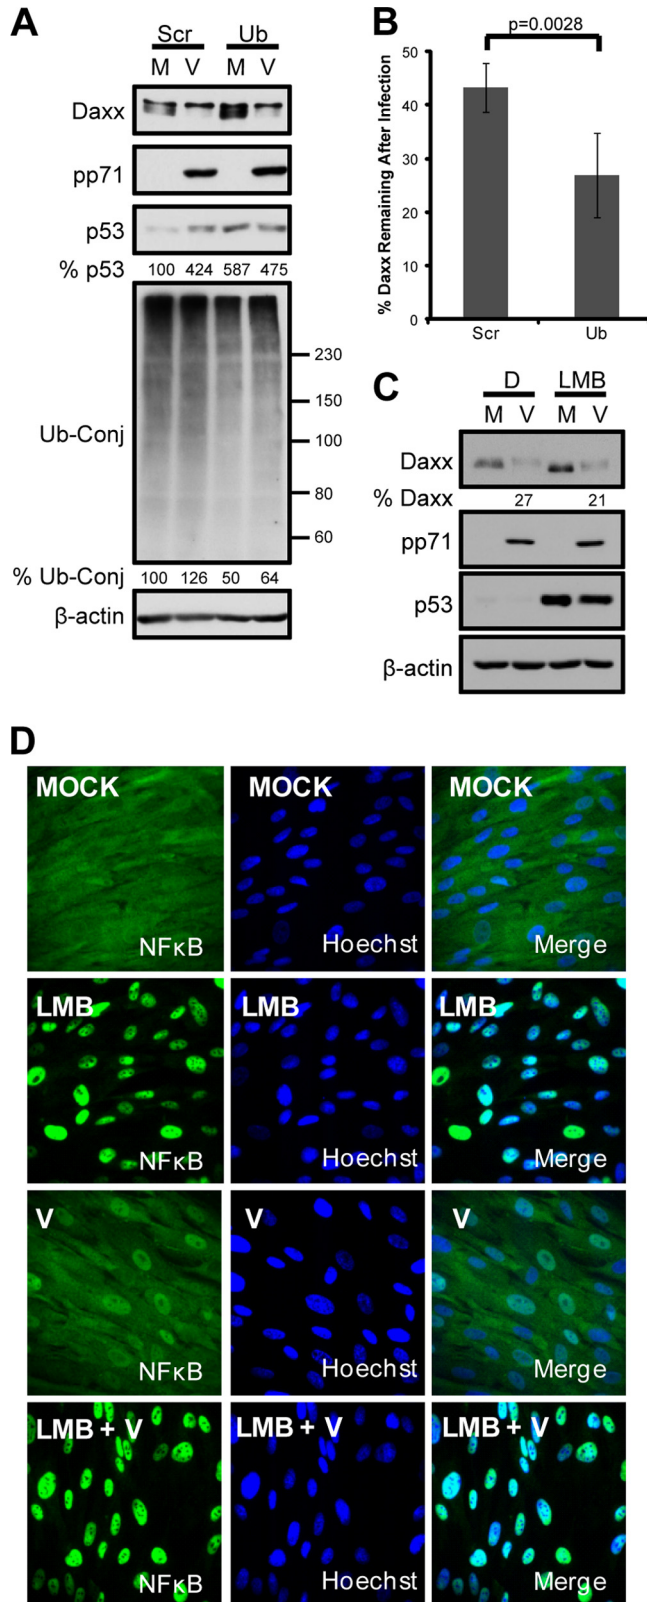 A
Scr Ub
M V M V
Daxx
pp71
p53
% p53 100 424 587 475
Ub-Conj
230
150
100
80
60
% Ub-Conj 100 126 50 64
β-actin
B
p=0.0028
% Daxx Remaining After Infection
50
40
30
20
10
0
Scr Ub
C
D LMB
M V M V
Daxx
% Daxx 27 21
pp71
p53
β-actin
D
MOCK MOCK MOCK
NFκB Hoechst Merge
LMB LMB LMB
NFκB Hoechst Merge
V V V
NFκB Hoechst Merge
LMB + V LMB + V LMB + V
NFκB Hoechst Merge